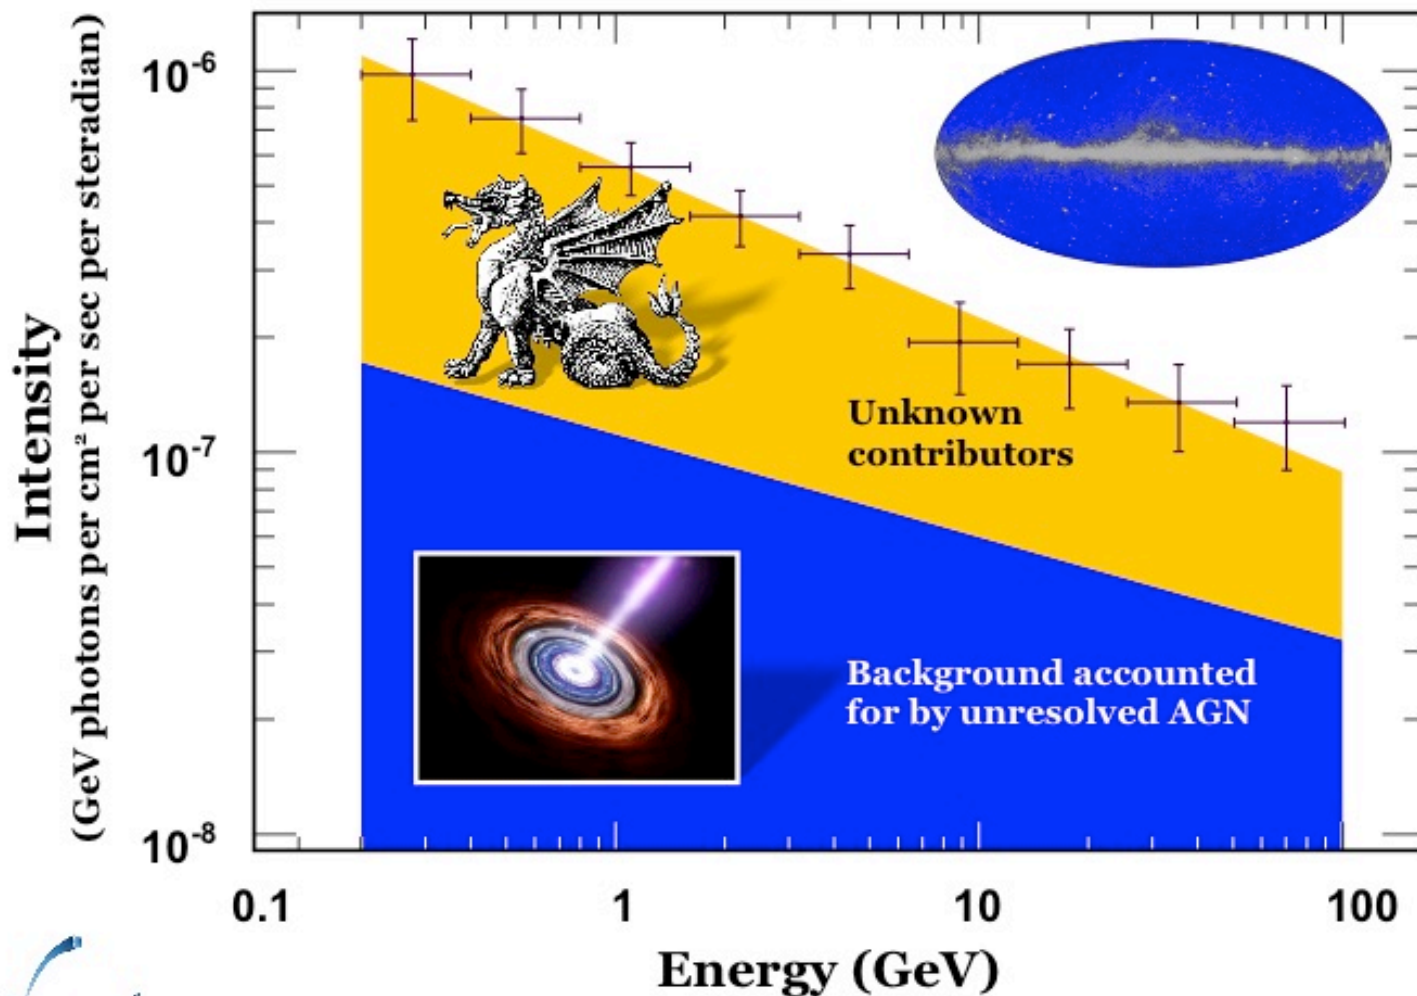 Intensity
(GeV photons per cm² per sec per steradian)
10⁻⁶
10⁻⁷
10⁻⁸
Unknown
contributors
Background accounted
for by unresolved AGN
0.1 1 10 100
Energy (GeV)